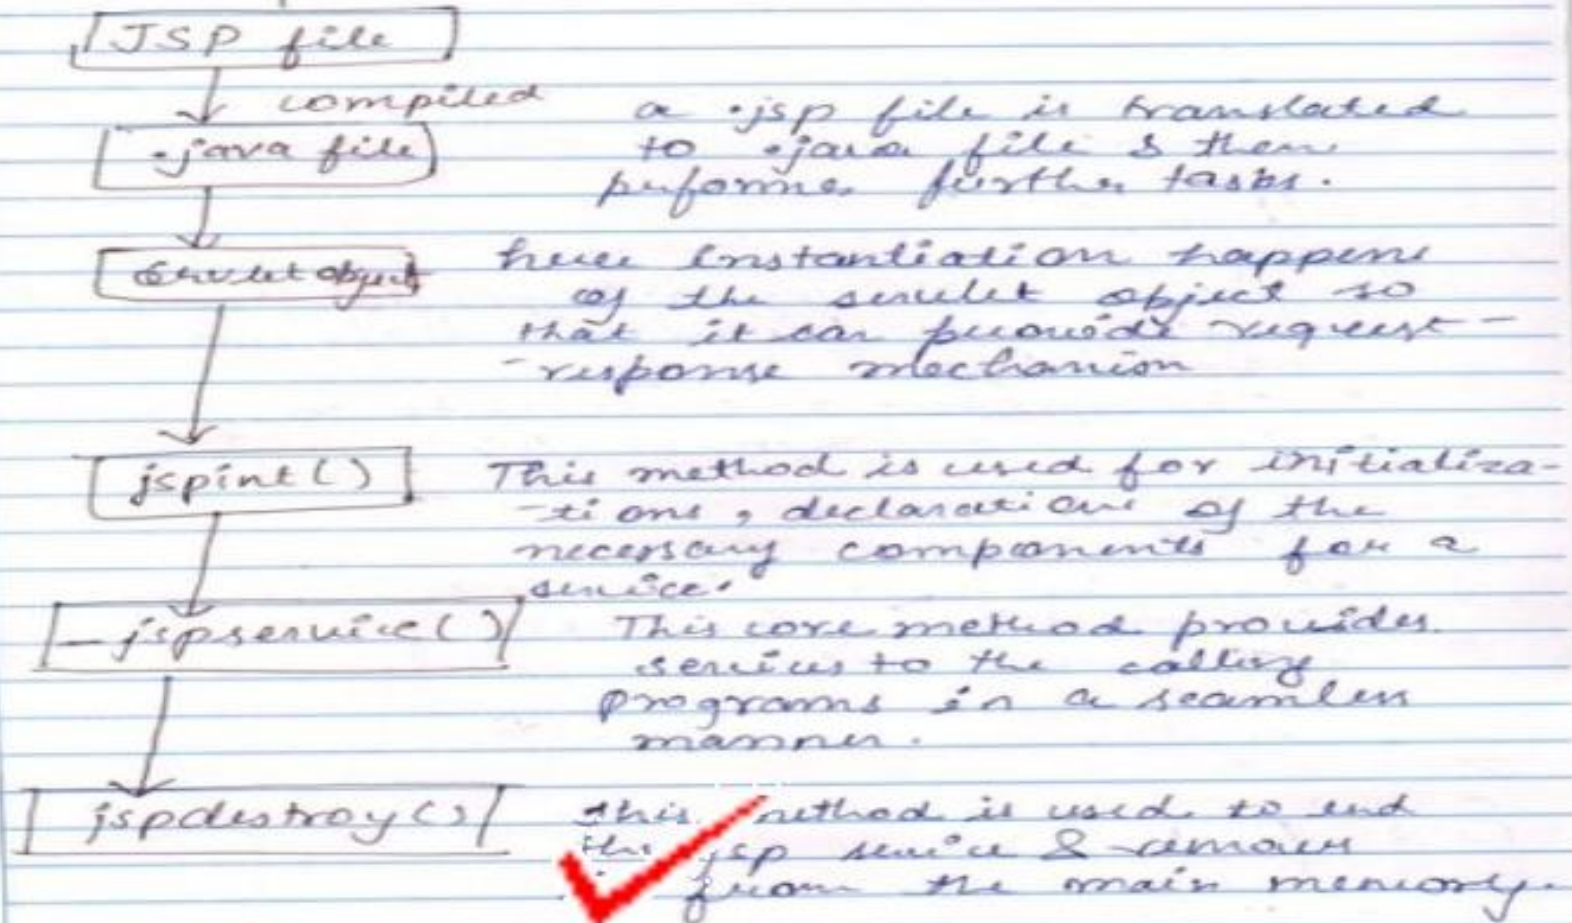 JSP file
compiled
.java file
a .jsp file is translated
to .java file & then
performes further tasks.
Servlet object
here Instantiation happens
of the servlet object so
that it can provide request-
-response mechanism
jspint()
This method is used for initializa-
-tions, declarations of the
necessary components for a
service.
_jspservice()
This core method provides
services to the calling
programs in a seamless
manner.
jspdestroy()
this method is used to end
the jsp service & remove
from the main memory.